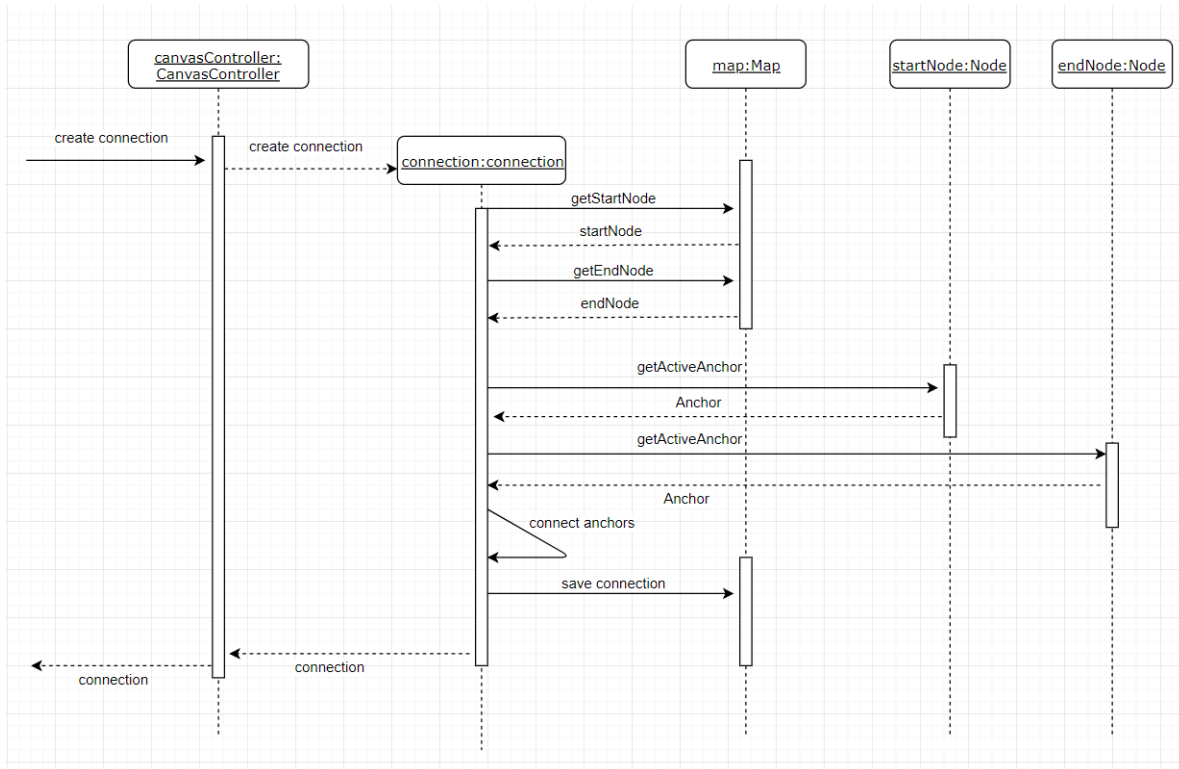 canvasController:
CanvasController
map:Map
startNode:Node
endNode:Node
create connection
create connection
connection:connection
getStartNode
startNode
getEndNode
endNode
getActiveAnchor
Anchor
getActiveAnchor
Anchor
connect anchors
save connection
connection
connection